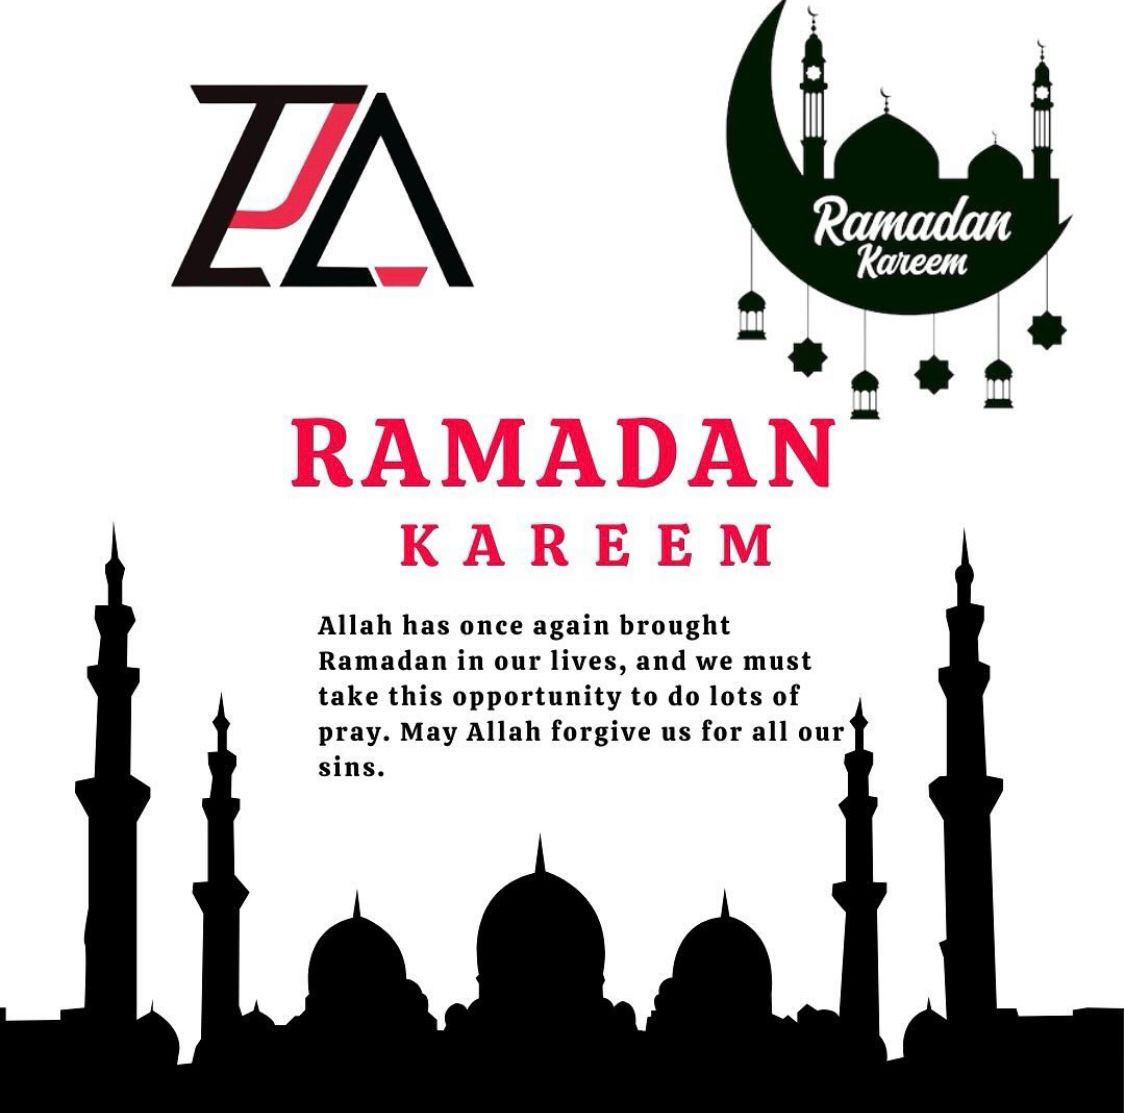 Ramadan
Kareem
RAMADAN
KAREEM
Allah has once again brought
Ramadan in our lives, and we must
take this opportunity to do lots of
pray. May Allah forgive us for all our
sins.